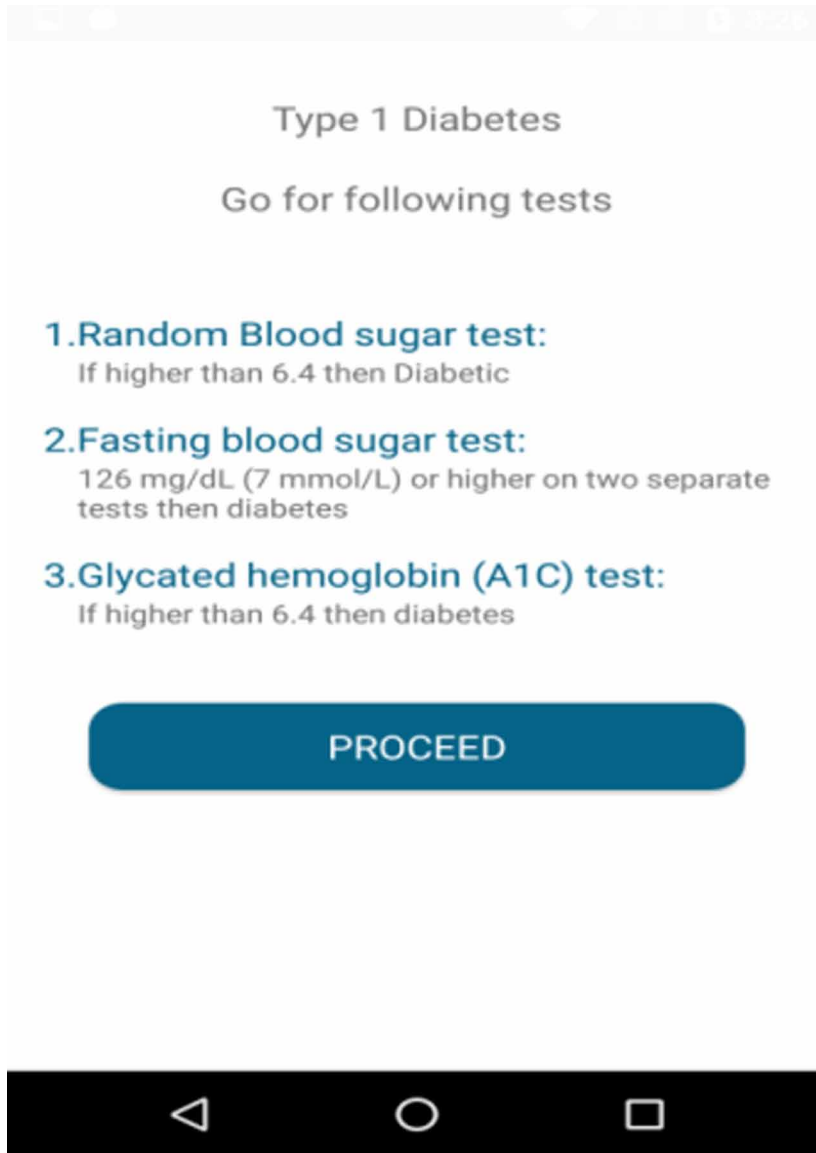 Type 1 Diabetes
Go for following tests
1.Random Blood sugar test:
If higher than 6.4 then Diabetic
2.Fasting blood sugar test:
126 mg/dL (7 mmol/L) or higher on two separate
tests then diabetes
3.Glycated hemoglobin (A1C) test:
If higher than 6.4 then diabetes
PROCEED